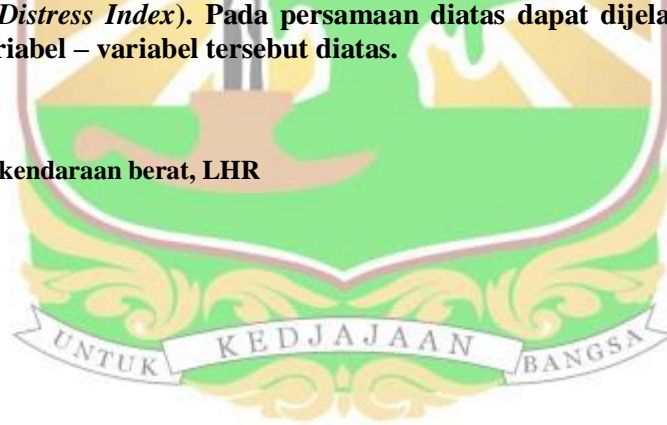 Distress Index). Pada persamaan diatas dapat dijela
riabel – variabel tersebut diatas.
kendaraan berat, LHR
UNTUK KEDJAJAAN BANGSA